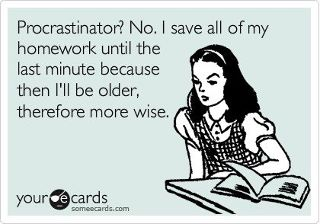 Procrastinator? No. I save all of my
homework until the
last minute because
then I'll be older,
therefore more wise.
your e cards
someecards.com